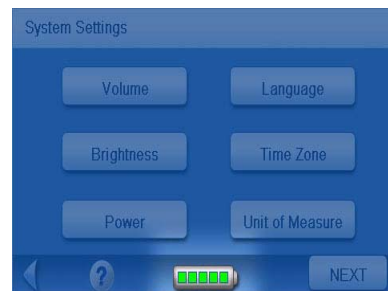 System Settings
Volume
Language
Brightness
Time Zone
Power
Unit of Measure
?
NEXT